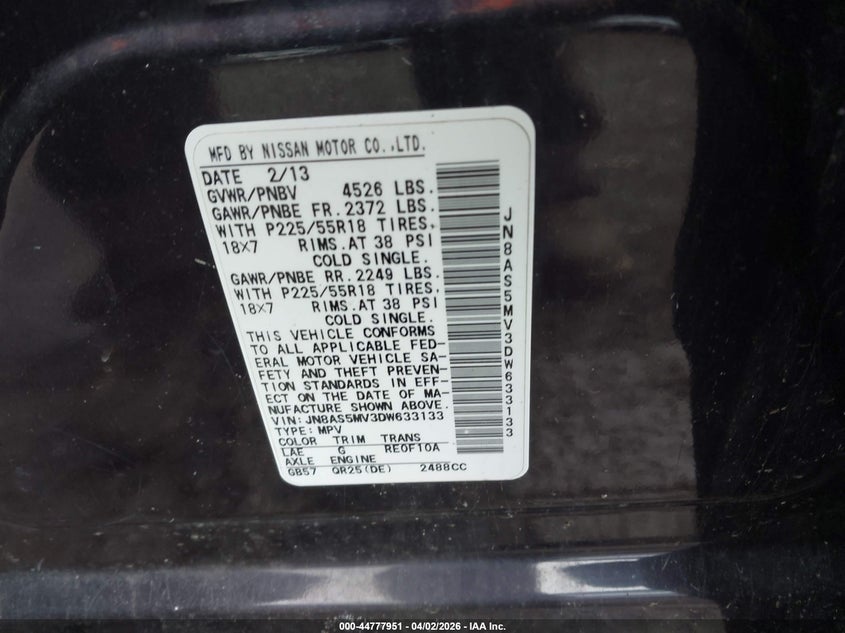 MFD BY NISSAN MOTOR CO.,LTD.
DATE 2/13
GVWR/PNBV 4526 LBS.
GAWR/PNBE FR. 2372 LBS.
WITH P225/55R18 TIRES,
18X7 RIMS.AT 38 PSI
COLD SINGLE.
GAWR/PNBE RR. 2249 LBS.
WITH P225/55R18 TIRES,
18X7 RIMS.AT 38 PSI
COLD SINGLE.
THIS VEHICLE CONFORMS
TO ALL APPLICABLE FED-
ERAL MOTOR VEHICLE SA-
FETY AND THEFT PREVEN-
TION STANDARDS IN EFF-
ECT ON THE DATE OF MA-
NUFACTURE SHOWN ABOVE.
VIN: JN8AS5MV3DW633133
TYPE: MPV
COLOR TRIM TRANS
LAE G RE0F10A
AXLE ENGINE
GB57 QR25(DE) 2488CC
JN8AS5MV3DW633133
000-44777951 - 04/02/2026 - IAA Inc.